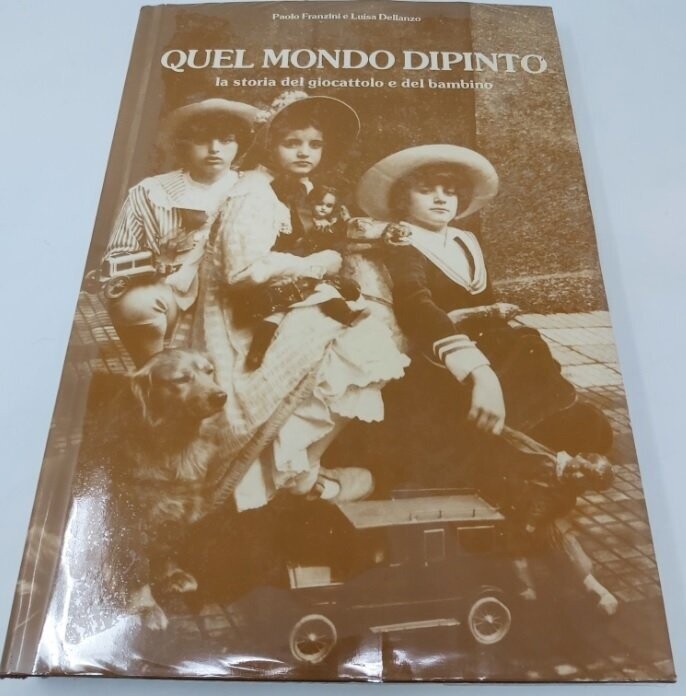 Paolo Franzini e Luisa Dellanzo
QUEL MONDO DIPINTO
la storia del giocattolo e del bambino